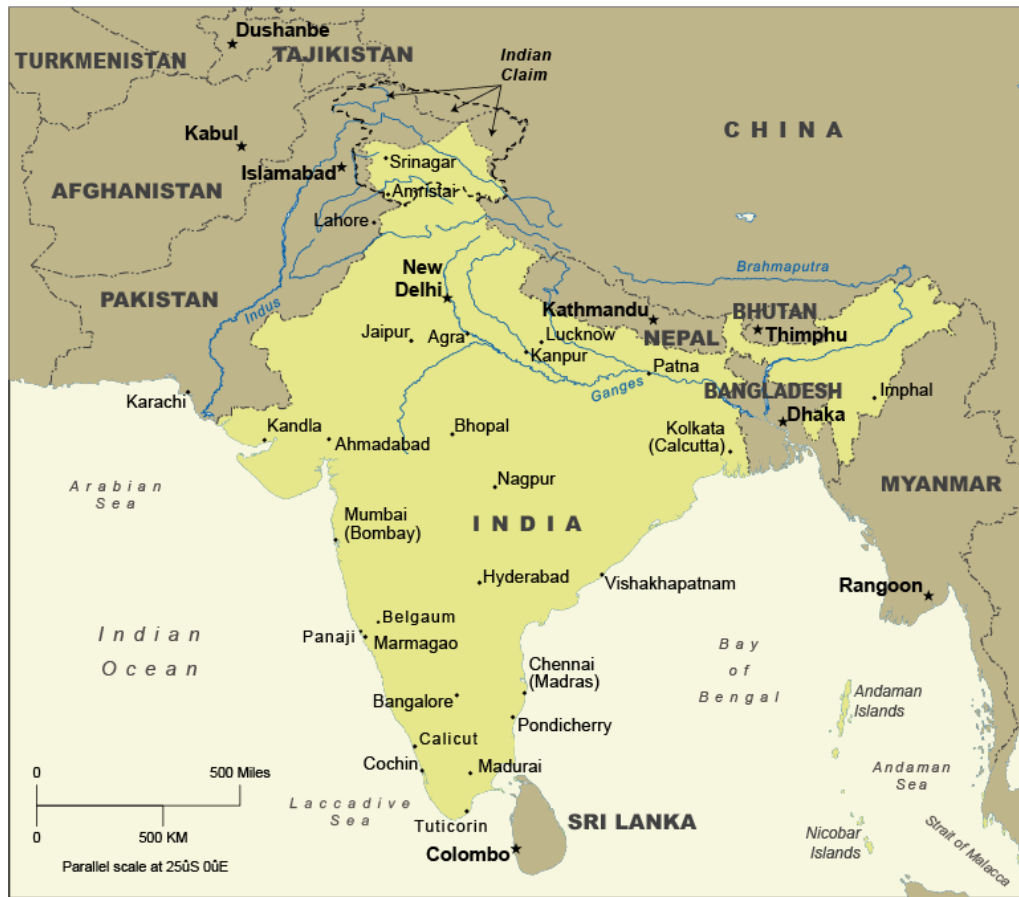 Dushanbe
TURKMENISTAN
TAJIKISTAN
Indian
Claim
CHINA
Kabul
Islamabad
Srinagar
AFGHANISTAN
Amristar
Lahore
New
Delhi
Brahmaputra
PAKISTAN
Indus
Kathmandu
BHUTAN
Jaipur
Agra
Lucknow
NEPAL
Thimphu
Kanpur
Patna
Ganges
BANGLADESH
Imphal
Karachi
Dhaka
Kandla
Ahmadabad
Bhopal
Kolkata
(Calcutta)
Arabian
Sea
Nagpur
MYANMAR
Mumbai
(Bombay)
INDIA
Hyderabad
Vishakhapatnam
Rangoon
Belgaum
Panaji
Marmagao
Indian
Ocean
Bay
of
Bengal
Chennai
(Madras)
Bangalore
Andaman
Islands
Pondicherry
Calicut
Cochin
Madurai
Andaman
Sea
0 500 Miles
Laccadive
Sea
Tuticorin
SRI LANKA
Nicobar
Islands
Strait of Malacca
0 500 KM
Colombo
Parallel scale at 25ûS 0ûE